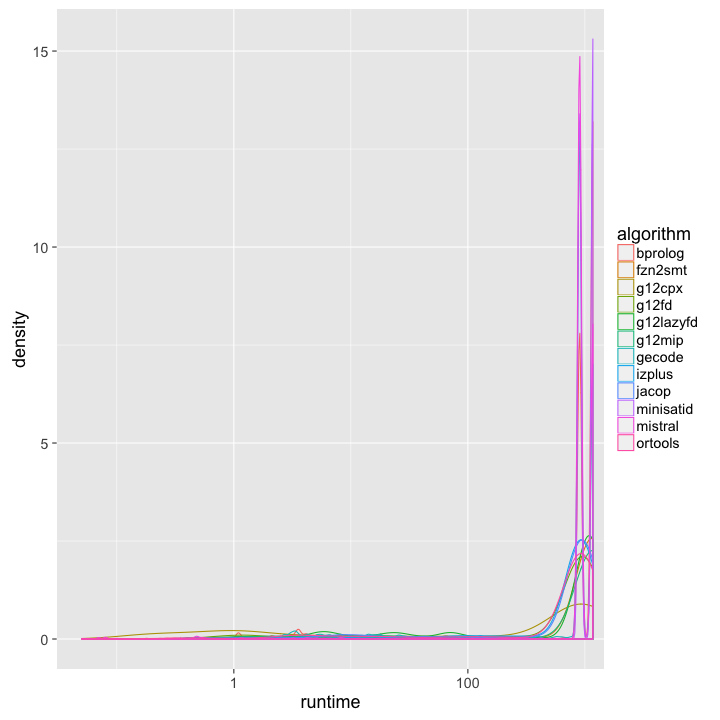 15
10
5
0
density
1
100
runtime
algorithm
bprolog
fzn2smt
g12cpx
g12fd
g12lazyfd
g12mip
gecode
izplus
jacop
minisatid
mistral
ortools